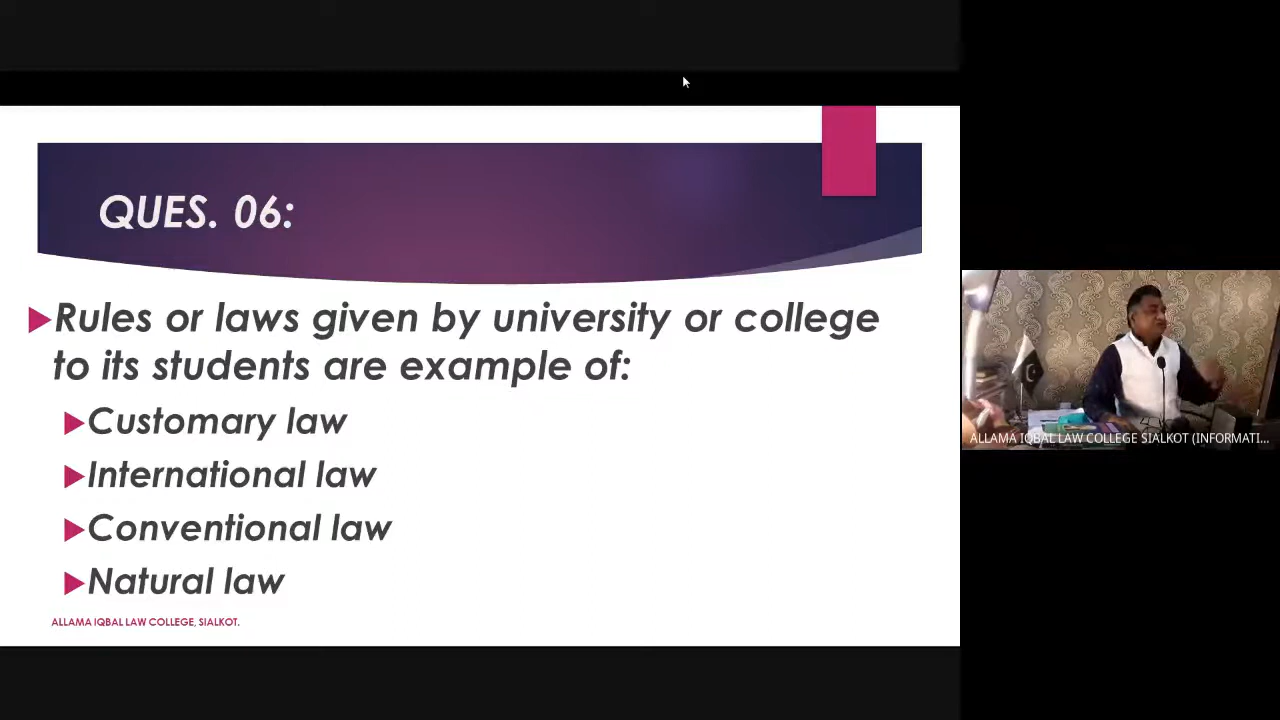 QUES. 06:
Rules or laws given by university or college
to its students are example of:
Customary law
International law
Conventional law
Natural law
ALLAMA IQBAL LAW COLLEGE, SIALKOT.
ALLAMA IQBAL LAW COLLEGE SIALKOT (INFORMATI...